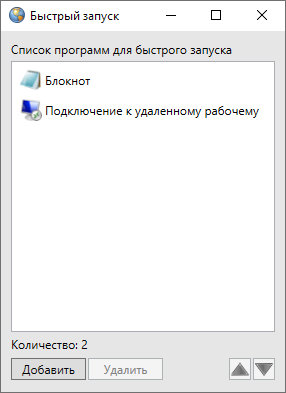 Быстрый запуск
Список программ для быстрого запуска
Блокнот
Подключение к удаленному рабочему
Количество: 2
Добавить
Удалить